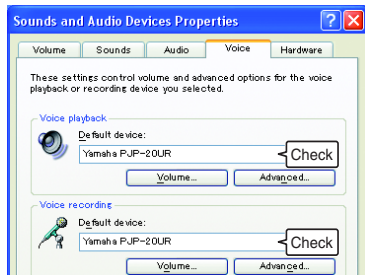 Sounds and Audio Devices Properties
Volume Sounds Audio Voice Hardware
These settings control volume and advanced options for the voice
playback or recording device you selected.
Voice playback
Default device:
Yamaha PJP-20UR
Check
Volume... Advanced...
Voice recording
Default device:
Yamaha PJP-20UR
Check
Volume... Advanced...